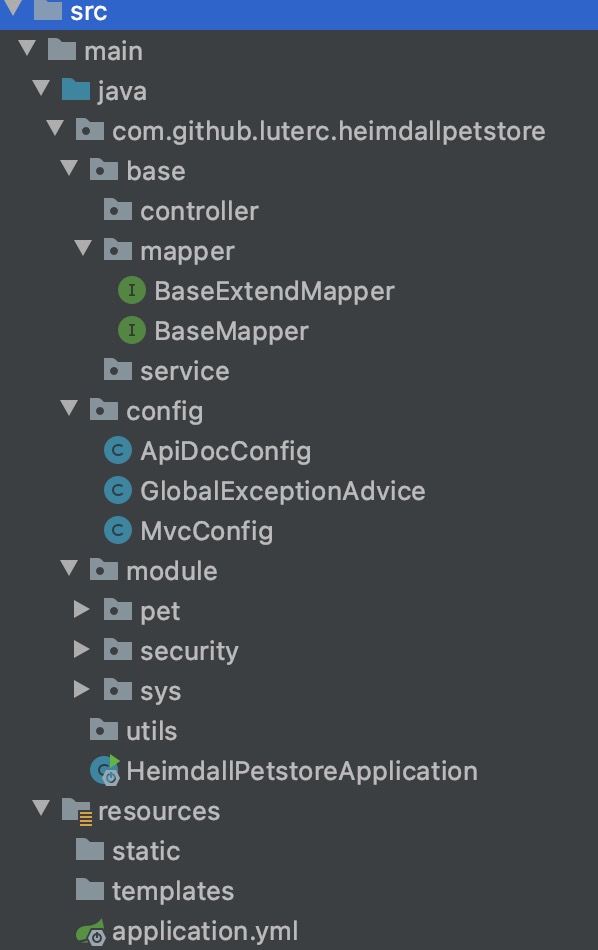 src
main
java
com.github.luterc.heimdallpetstore
base
controller
mapper
BaseExtendMapper
BaseMapper
service
config
ApiDocConfig
GlobalExceptionAdvice
MvcConfig
module
pet
security
sys
utils
HeimdallPetstoreApplication
resources
static
templates
application.yml